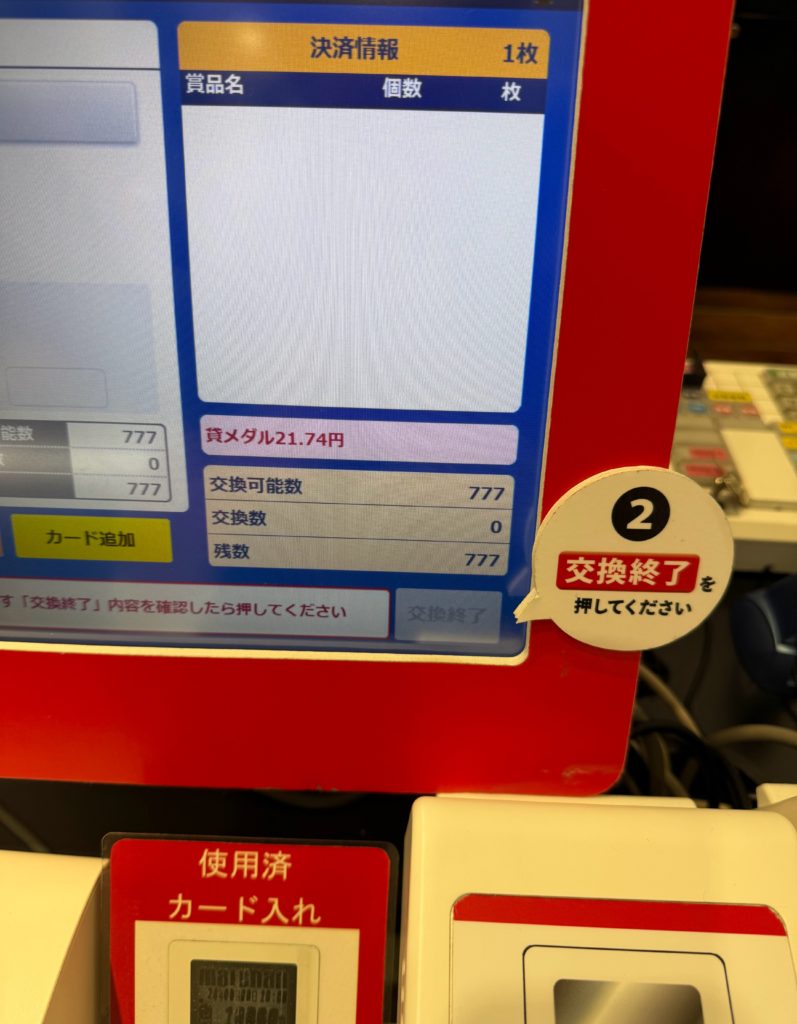 決済情報 1枚
賞品名 個数 枚
貸メダル21.74円
能数 777
0
777
交換可能数 777
交換数 0
残数 777
カード追加
す「交換終了」内容を確認したら押してください
交換終了
2
交換終了を
押してください
使用済
カード入れ